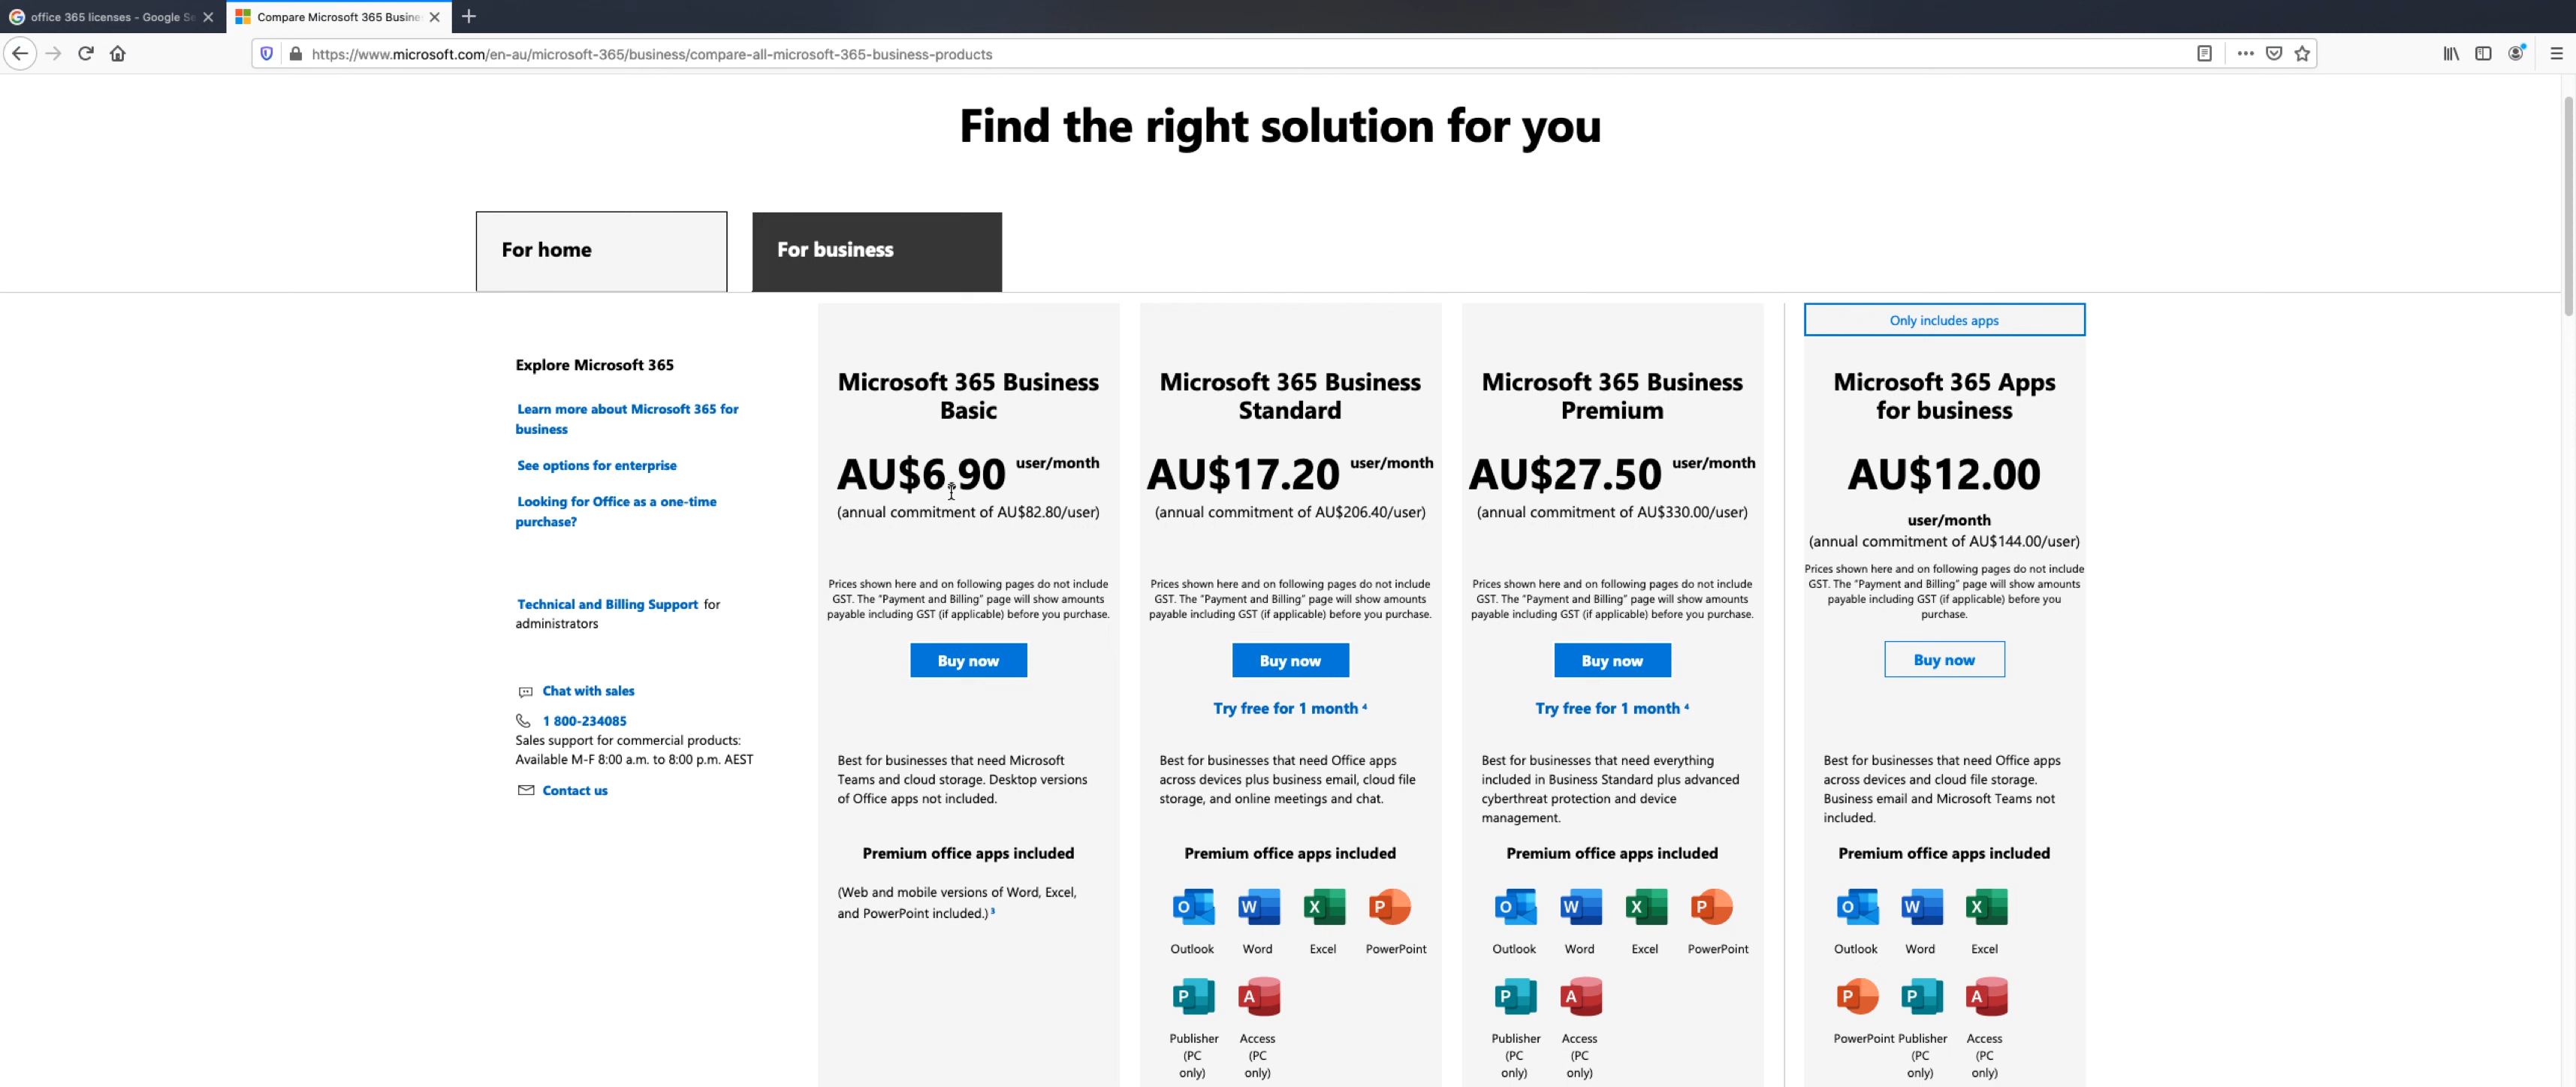 office 365 licenses - Google Se
Compare Microsoft 365 Busine
https://www.microsoft.com/en-au/microsoft-365/business/compare-all-microsoft-365-business-products
Find the right solution for you
For home
For business
Explore Microsoft 365
Learn more about Microsoft 365 for
business
See options for enterprise
Looking for Office as a one-time
purchase?
Technical and Billing Support for
administrators
Chat with sales
1 800-234085
Sales support for commercial products:
Available M-F 8:00 a.m. to 8:00 p.m. AEST
Contact us
Microsoft 365 Business
Basic
AU$6.90 user/month
(annual commitment of AU$82.80/user)
Prices shown here and on following pages do not include
GST. The "Payment and Billing" page will show amounts
payable including GST (if applicable) before you purchase.
Buy now
Best for businesses that need Microsoft
Teams and cloud storage. Desktop versions
of Office apps not included.
Premium office apps included
(Web and mobile versions of Word, Excel,
and PowerPoint included.) 3
Microsoft 365 Business
Standard
AU$17.20 user/month
(annual commitment of AU$206.40/user)
Prices shown here and on following pages do not include
GST. The "Payment and Billing" page will show amounts
payable including GST (if applicable) before you purchase.
Buy now
Try free for 1 month 4
Best for businesses that need Office apps
across devices plus business email, cloud file
storage, and online meetings and chat.
Premium office apps included
O W X P
Outlook Word Excel PowerPoint
P A
Publisher Access
(PC (PC
only) only)
Microsoft 365 Business
Premium
AU$27.50 user/month
(annual commitment of AU$330.00/user)
Prices shown here and on following pages do not include
GST. The "Payment and Billing" page will show amounts
payable including GST (if applicable) before you purchase.
Buy now
Try free for 1 month 4
Best for businesses that need everything
included in Business Standard plus advanced
cyberthreat protection and device
management.
Premium office apps included
O W X P
Outlook Word Excel PowerPoint
P A
Publisher Access
(PC (PC
only) only)
Only includes apps
Microsoft 365 Apps
for business
AU$12.00
user/month
(annual commitment of AU$144.00/user)
Prices shown here and on following pages do not include
GST. The "Payment and Billing" page will show amounts
payable including GST (if applicable) before you
purchase.
Buy now
Best for businesses that need Office apps
across devices and cloud file storage.
Business email and Microsoft Teams not
included.
Premium office apps included
O W X
Outlook Word Excel
P P A
PowerPoint Publisher Access
(PC (PC
only) only)